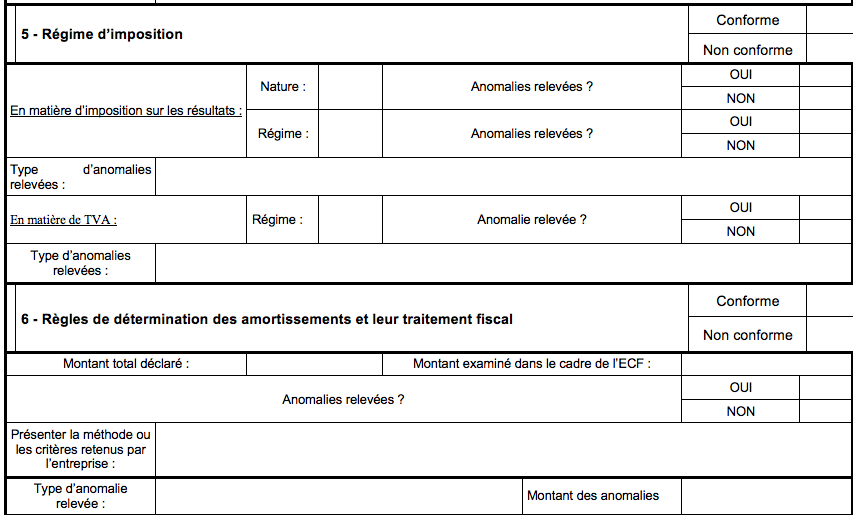 5 - Régime d’imposition
Conforme
Non conforme
En matière d’imposition sur les résultats :
Nature :
Anomalies relevées ?
OUI
NON
Régime :
Anomalies relevées ?
OUI
NON
Type d’anomalies
relevées :
En matière de TVA :
Régime :
Anomalie relevée ?
OUI
NON
Type d’anomalies
relevées :
6 - Règles de détermination des amortissements et leur traitement fiscal
Conforme
Non conforme
Montant total déclaré :
Montant examiné dans le cadre de l’ECF :
Anomalies relevées ?
OUI
NON
Présenter la méthode ou
les critères retenus par
l’entreprise :
Type d’anomalie
relevée :
Montant des anomalies